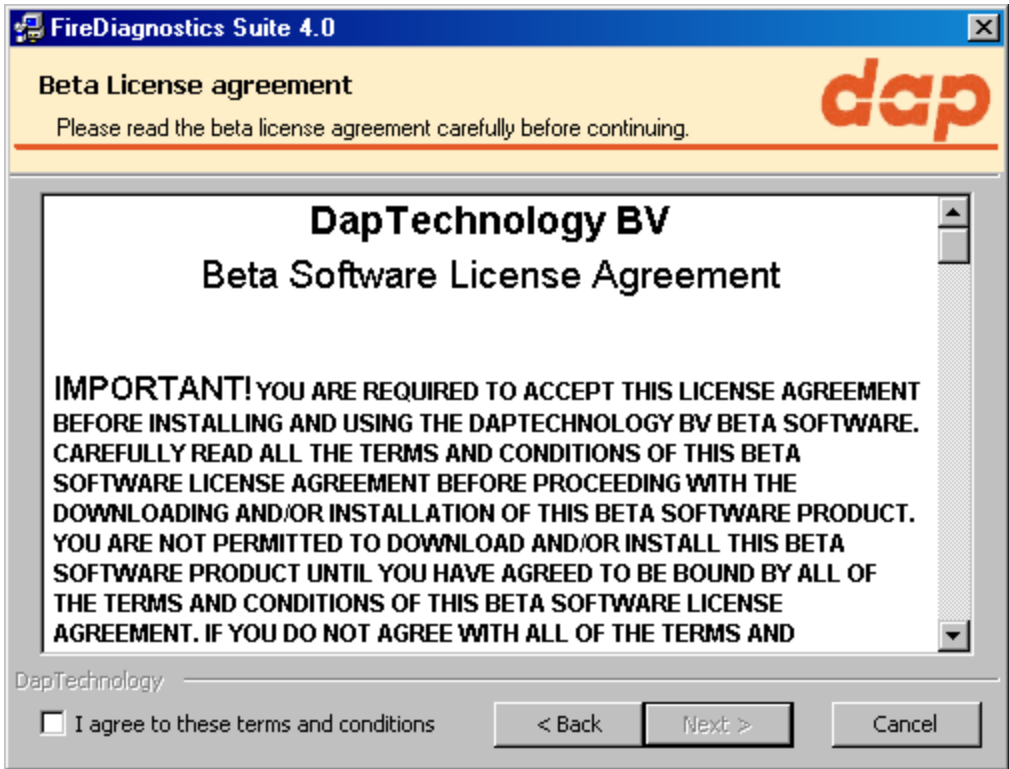 FireDiagnostics Suite 4.0
Beta License agreement
Please read the beta license agreement carefully before continuing.
dap
DapTechnology BV
Beta Software License Agreement
IMPORTANT! YOU ARE REQUIRED TO ACCEPT THIS LICENSE AGREEMENT
BEFORE INSTALLING AND USING THE DAPTECHNOLOGY BV BETA SOFTWARE.
CAREFULLY READ ALL THE TERMS AND CONDITIONS OF THIS BETA
SOFTWARE LICENSE AGREEMENT BEFORE PROCEEDING WITH THE
DOWNLOADING AND/OR INSTALLATION OF THIS BETA SOFTWARE PRODUCT.
YOU ARE NOT PERMITTED TO DOWNLOAD AND/OR INSTALL THIS BETA
SOFTWARE PRODUCT UNTIL YOU HAVE AGREED TO BE BOUND BY ALL OF
THE TERMS AND CONDITIONS OF THIS BETA SOFTWARE LICENSE
AGREEMENT. IF YOU DO NOT AGREE WITH ALL OF THE TERMS AND
DapTechnology
I agree to these terms and conditions
< Back
Next >
Cancel